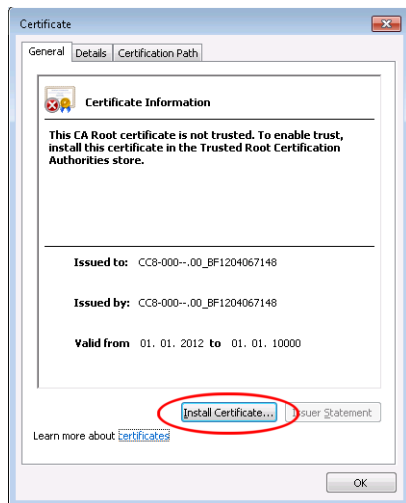 Certificate
General Details Certification Path
Certificate Information
This CA Root certificate is not trusted. To enable trust,
install this certificate in the Trusted Root Certification
Authorities store.
Issued to: CC8-000--.00_BF1204067148
Issued by: CC8-000--.00_BF1204067148
Valid from 01. 01. 2012 to 01. 01. 10000
Install Certificate... Issuer Statement
Learn more about certificates
OK